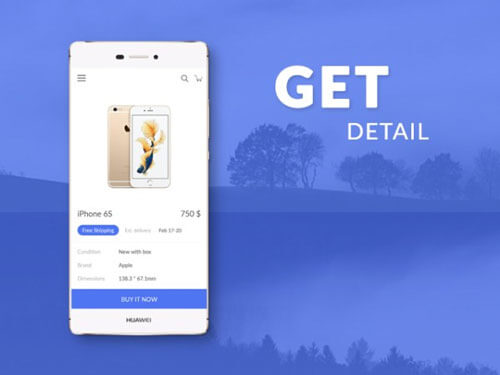 GET
DETAIL
iPhone 6S 750 $
Free Shipping Est. delivery Feb 17-20
Condition New with box
Brand Apple
Dimensions 138.3 * 67.1mm
BUY IT NOW
HUAWEI